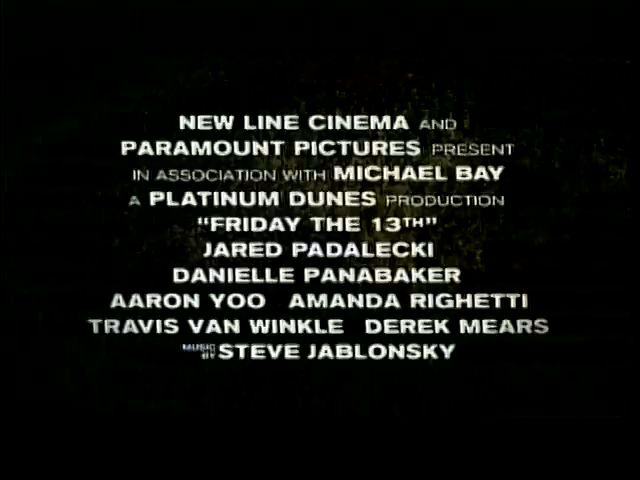 NEW LINE CINEMA AND
PARAMOUNT PICTURES PRESENT
IN ASSOCIATION WITH MICHAEL BAY
A PLATINUM DUNES PRODUCTION
"FRIDAY THE 13TH"
JARED PADALECKI
DANIELLE PANABAKER
AARON YOO AMANDA RIGHETTI
TRAVIS VAN WINKLE DEREK MEARS
MUSIC BY STEVE JABLONSKY